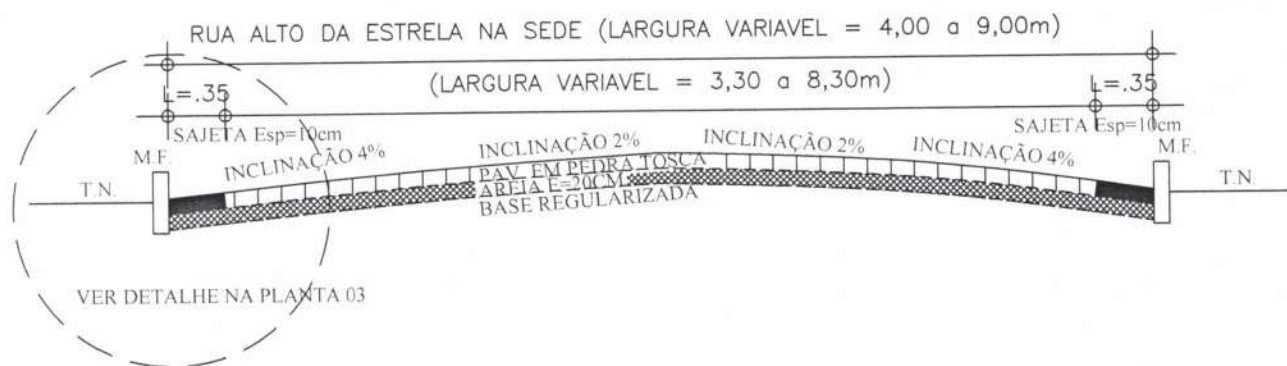 RUA ALTO DA ESTRELA NA SEDE (LARGURA VARIAVEL = 4,00 a 9,00m)
L=.35
(LARGURA VARIAVEL = 3,30 a 8,30m)
L=.35
SAJETA Esp=10cm
SAJETA Esp=10cm
M.F.
INCLINAÇÃO 4%
INCLINAÇÃO 2%
INCLINAÇÃO 2%
INCLINAÇÃO 4%
M.F.
PAV. EM PEDRA TOSCA
AREIA E=20CM
BASE REGULARIZADA
T.N.
T.N.
VER DETALHE NA PLANTA 03